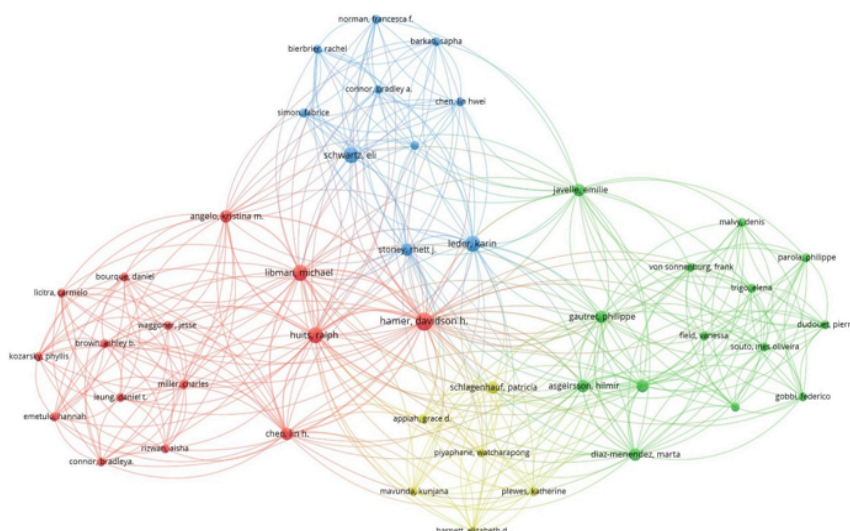 norman, francesca f.
barkati, sapha
bierbrier, rachel
connor, bradley a.
chen, lin hwei
simon, fabrice
schwartz, eli
javelle, emilie
angelo, kristina m.
malvy, denis
stoney, rhett j.
leder, karin
parola, philippe
von sonnenburg, frank
libman, michael
bourque, daniel
trigo, elena
licitra, carmelo
hamer, davidson h.
gautret, philippe
waggoner, jesse
dudouet, pierr
huits, ralph
field, vanessa
brown, ashley b.
souto, ines oliveira
kozarsky, phyllis
miller, charles
schlagenhauf, patricia
asgeirsson, hilmir
leung, daniel t.
gobbi, federico
emetulu, hannah
appiah, grace d.
chen, lin h.
rizwan, aisha
piyaphanee, watcharapong
diaz-menendez, marta
connor, bradleya.
mavunda, kunjana
plewes, katherine
barnett, elizabeth d.